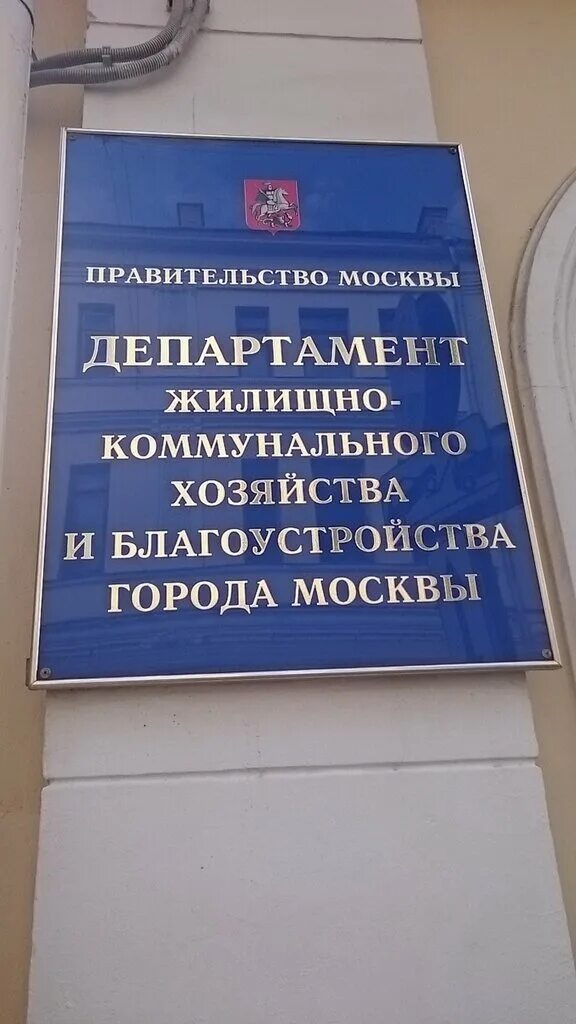 ПРАВИТЕЛЬСТВО МОСКВЫ
ДЕПАРТАМЕНТ
ЖИЛИЩНО-
КОММУНАЛЬНОГО
ХОЗЯЙСТВА
И БЛАГОУСТРОЙСТВА
ГОРОДА МОСКВЫ